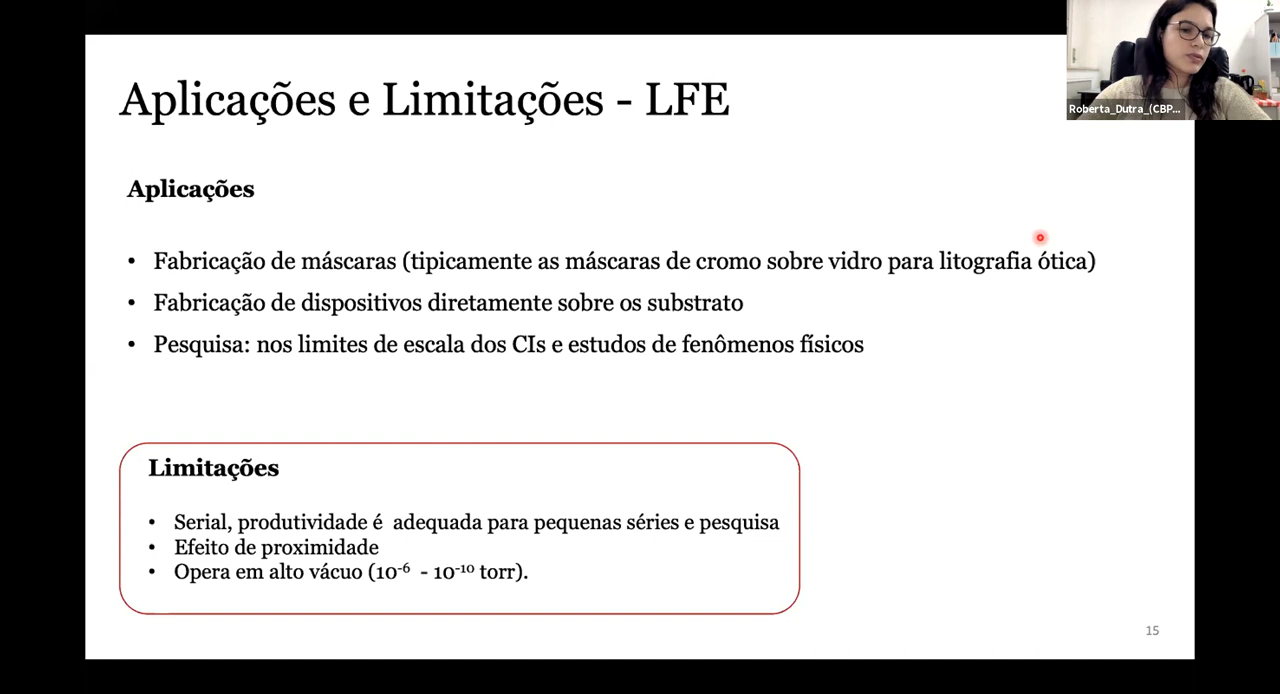 Aplicações e Limitações - LFE
Roberta_Dutra_(CBP...
Aplicações
• Fabricação de máscaras (tipicamente as máscaras de cromo sobre vidro para litografia ótica)
• Fabricação de dispositivos diretamente sobre os substrato
• Pesquisa: nos limites de escala dos CIs e estudos de fenômenos físicos
Limitações
• Serial, produtividade é adequada para pequenas séries e pesquisa
• Efeito de proximidade
• Opera em alto vácuo (10⁻⁶ - 10⁻¹⁰ torr).
15